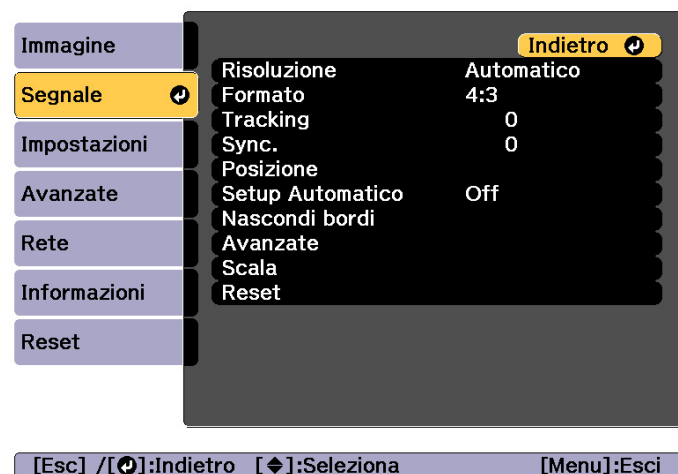 Immagine
Segnale
Impostazioni
Avanzate
Rete
Informazioni
Reset
Indietro
Risoluzione Automatico
Formato 4:3
Tracking 0
Sync. 0
Posizione
Setup Automatico Off
Nascondi bordi
Avanzate
Scala
Reset
[Esc] /[ ]:Indietro [ ]:Seleziona [Menu]:Esci